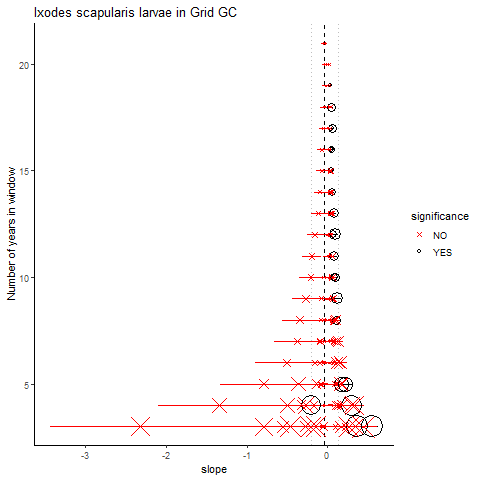 Ixodes scapularis larvae in Grid GC
Number of years in window
20
15
10
5
-3
-2
-1
0
slope
significance
NO
YES